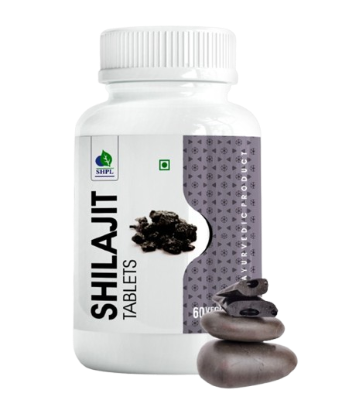 SHPL
SHILAJIT
TABLETS
AYURVEDIC PRODUCT
60